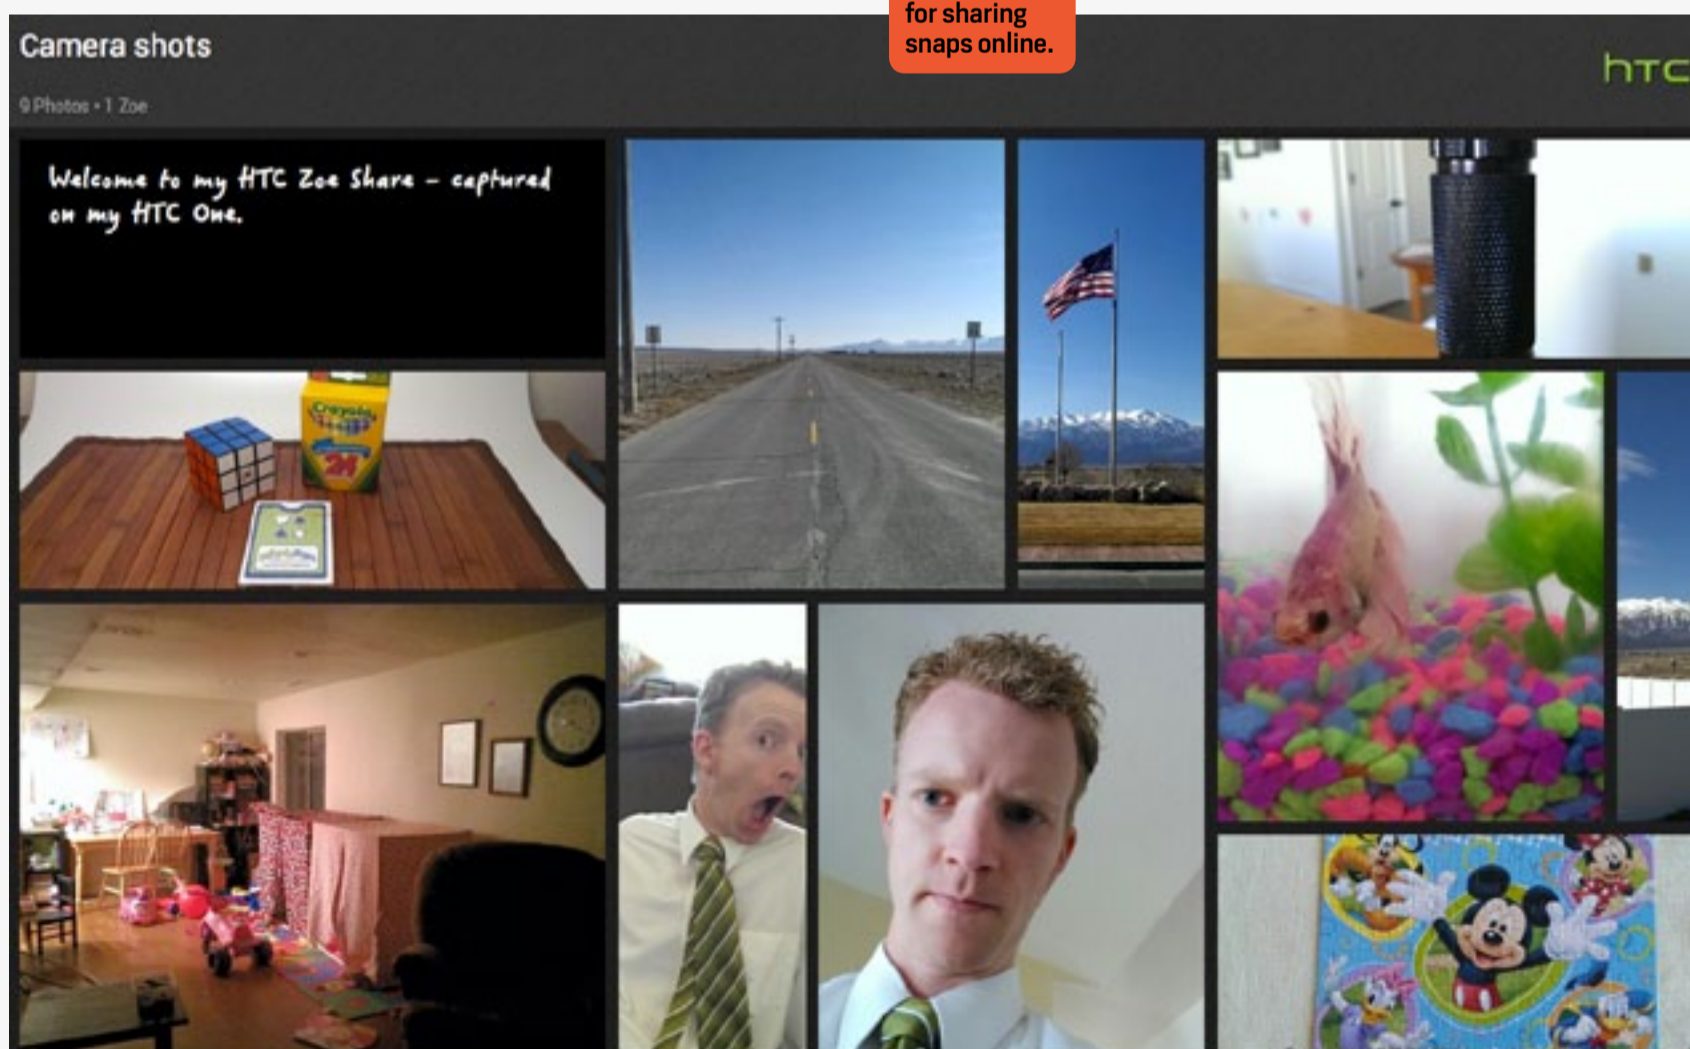 for sharing
snaps online.
Camera shots
hTC
9 Photos • 1 Zoe
Welcome to my HTC Zoe Share – captured
on my HTC One.
Crayola
24